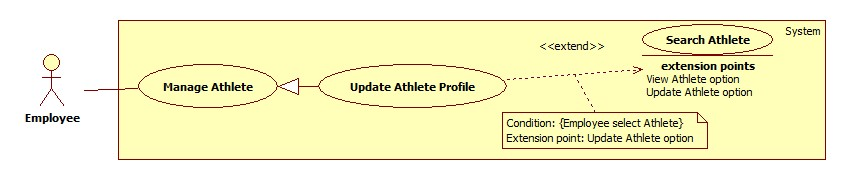 System
<<extend>>
Search Athlete
extension points
View Athlete option
Update Athlete option
Manage Athlete
Update Athlete Profile
Employee
Condition: {Employee select Athlete}
Extension point: Update Athlete option